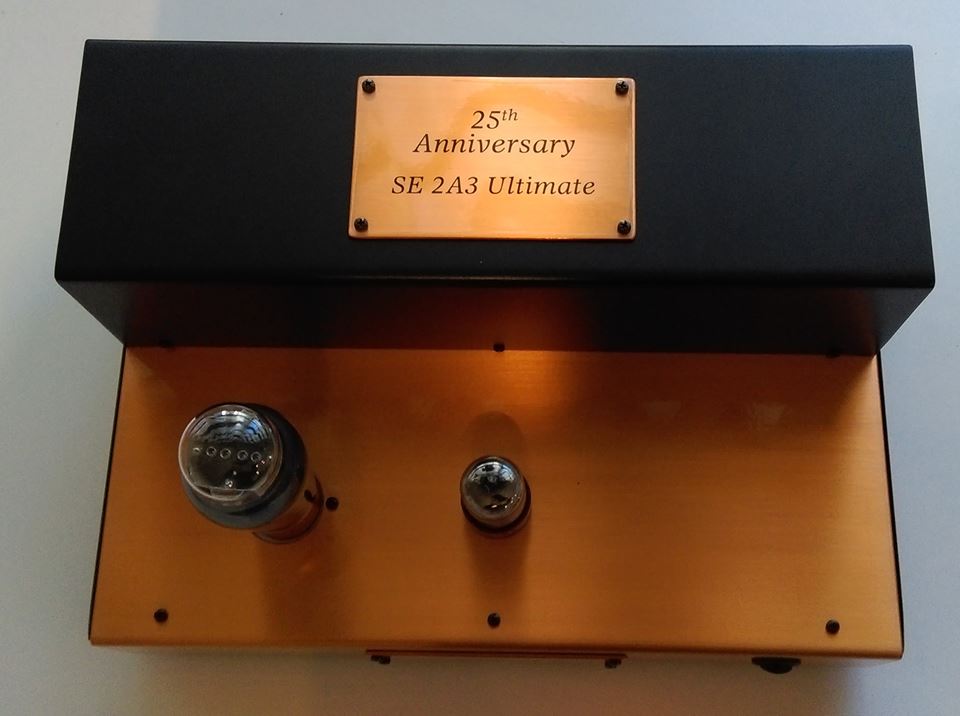 25th
Anniversary
SE 2A3 Ultimate